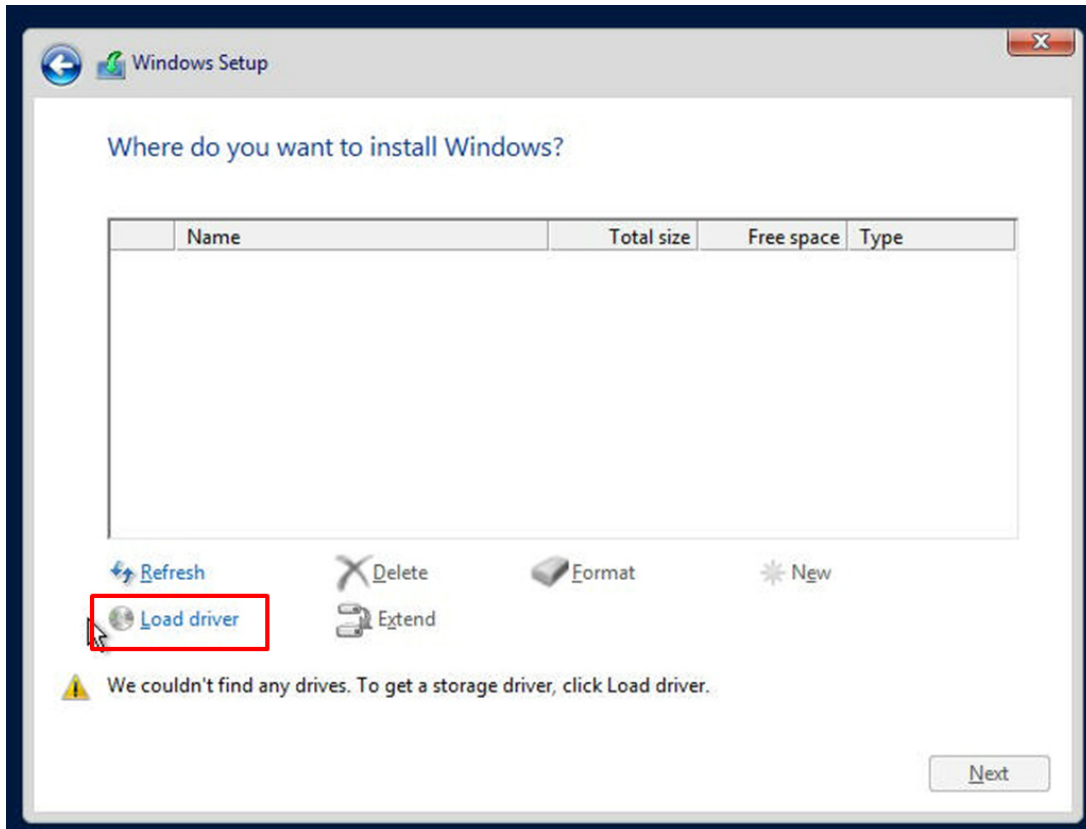 Windows Setup
Where do you want to install Windows?
Name Total size Free space Type
Refresh Delete Format New
Load driver Extend
We couldn't find any drives. To get a storage driver, click Load driver.
Next